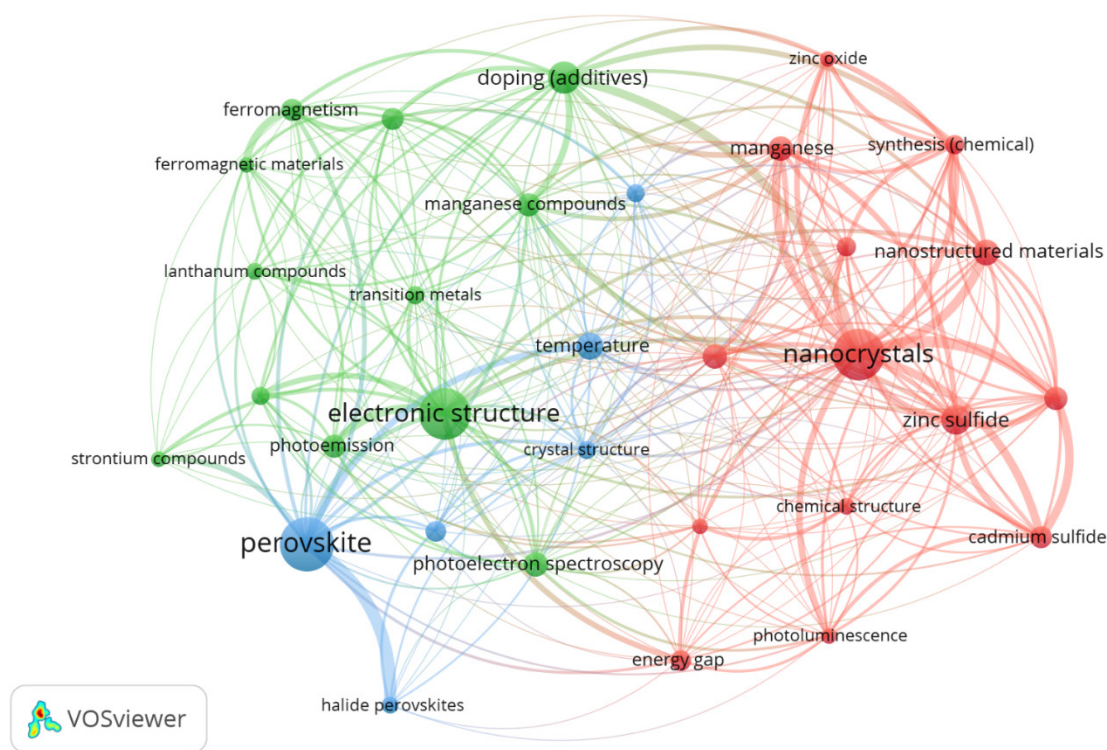 zinc oxide
doping (additives)
ferromagnetism
manganese
synthesis (chemical)
ferromagnetic materials
manganese compounds
nanostructured materials
lanthanum compounds
transition metals
temperature
nanocrystals
electronic structure
zinc sulfide
photoemission
crystal structure
strontium compounds
chemical structure
perovskite
cadmium sulfide
photoelectron spectroscopy
photoluminescence
energy gap
halide perovskites
VOSviewer